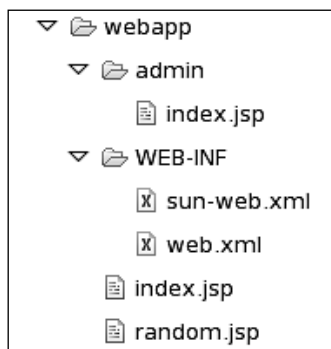 webapp
admin
index.jsp
WEB-INF
sun-web.xml
web.xml
index.jsp
random.jsp